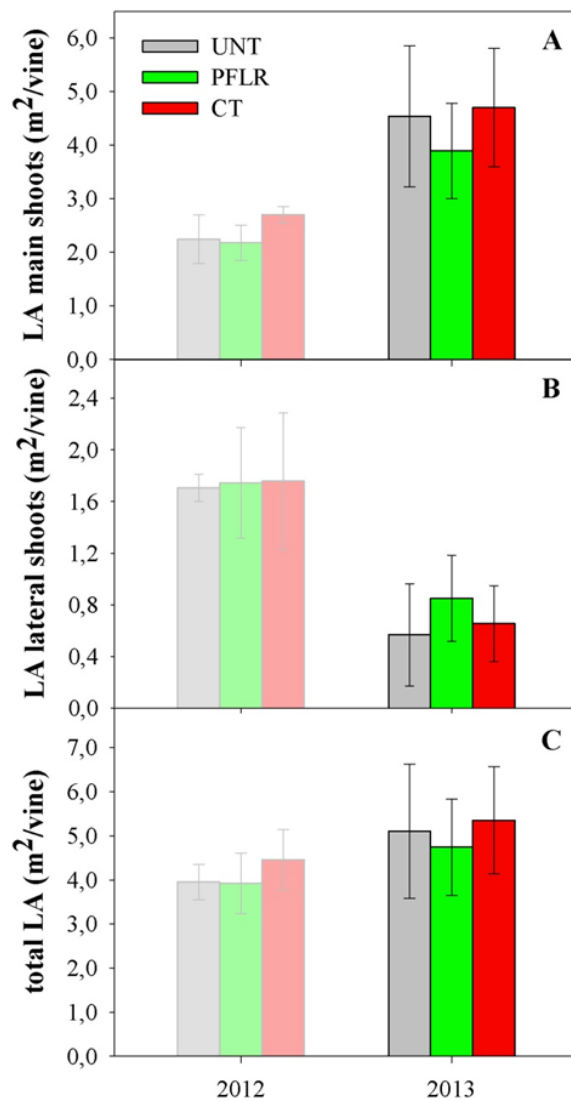 A
UNT
PFLR
CT
LA main shoots (m²/vine)
6,0
5,0
4,0
3,0
2,0
1,0
0,0
B
LA lateral shoots (m²/vine)
2,4
2,0
1,6
1,2
0,8
0,4
0,0
C
total LA (m²/vine)
7,0
6,0
5,0
4,0
3,0
2,0
1,0
0,0
2012 2013